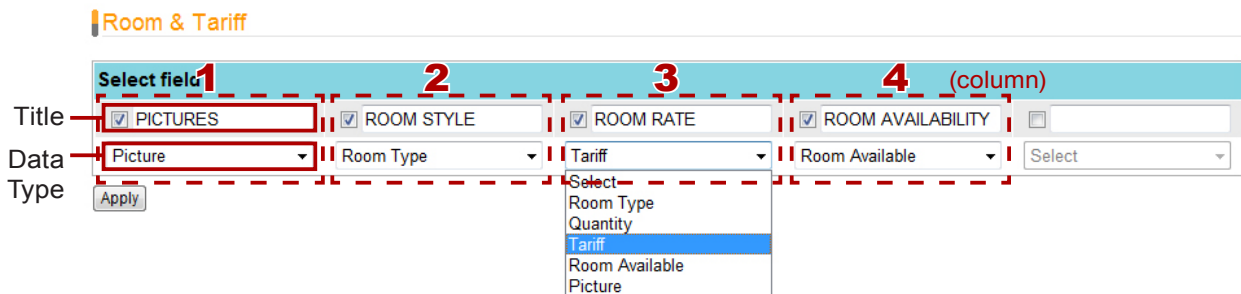 Room & Tariff
Select field 1 2 3 4 (column)
Title PICTURES ROOM STYLE ROOM RATE ROOM AVAILABILITY
Data Type Picture Room Type Tariff Room Available Select
Apply
Select
Room Type
Quantity
Tariff
Room Available
Picture